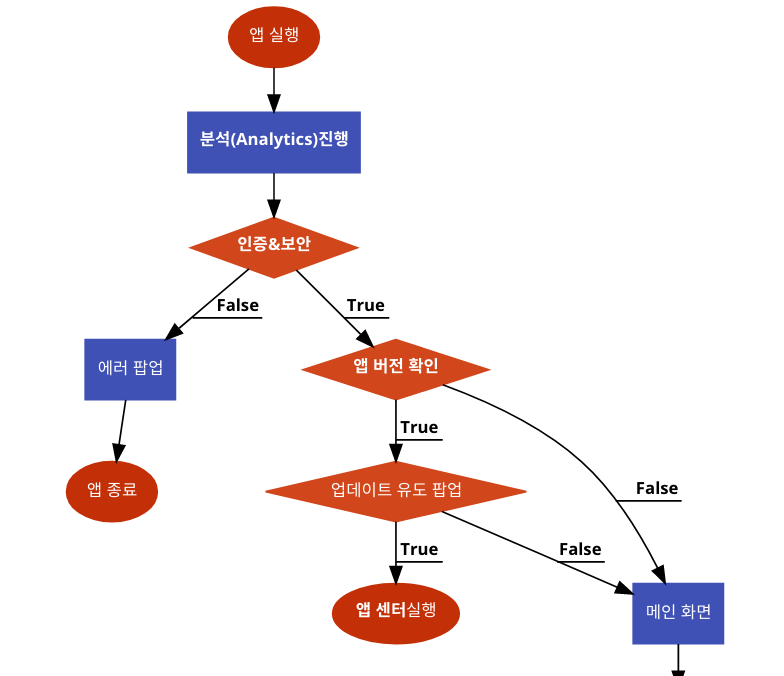 앱 실행
분석(Analytics)진행
인증&보안
False
True
에러 팝업
앱 버전 확인
True
False
앱 종료
업데이트 유도 팝업
True
False
앱 센터실행
메인 화면